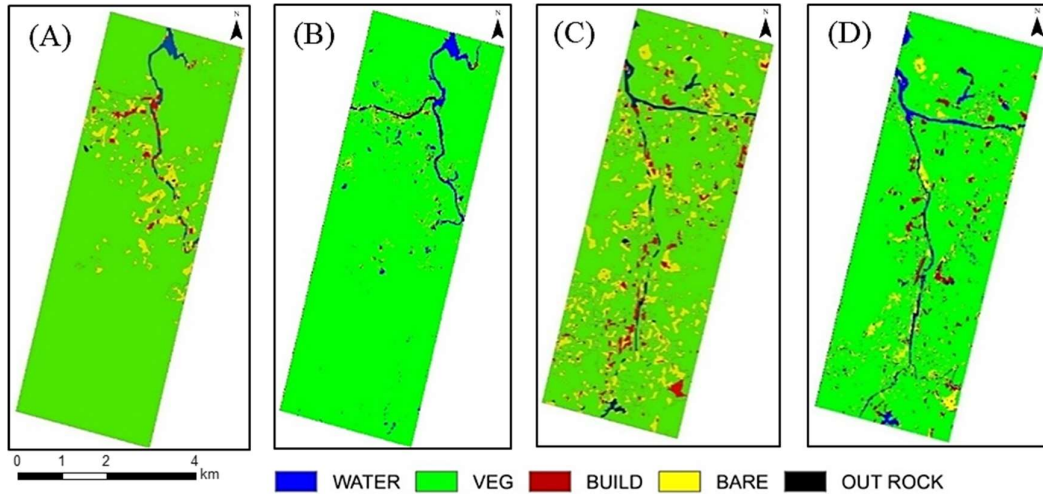 (A)
N
(B)
N
(C)
N
(D)
N
0 1 2 4
km
WATER
VEG
BUILD
BARE
OUT ROCK